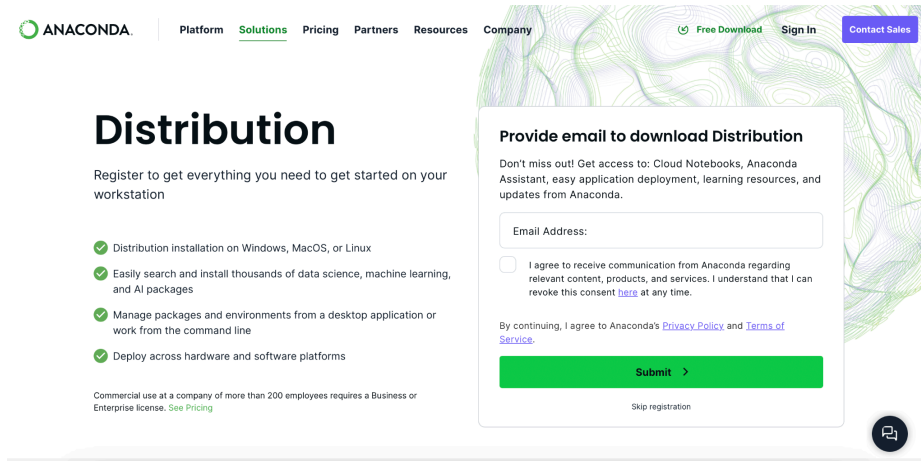 ANACONDA.
Platform Solutions Pricing Partners Resources Company
Free Download Sign In Contact Sales
Distribution
Register to get everything you need to get started on your
workstation
Distribution installation on Windows, MacOS, or Linux
Easily search and install thousands of data science, machine learning,
and AI packages
Manage packages and environments from a desktop application or
work from the command line
Deploy across hardware and software platforms
Commercial use at a company of more than 200 employees requires a Business or
Enterprise license. See Pricing
Provide email to download Distribution
Don't miss out! Get access to: Cloud Notebooks, Anaconda
Assistant, easy application deployment, learning resources, and
updates from Anaconda.
Email Address:
I agree to receive communication from Anaconda regarding
relevant content, products, and services. I understand that I can
revoke this consent here at any time.
By continuing, I agree to Anaconda's Privacy Policy and Terms of
Service.
Submit
Skip registration